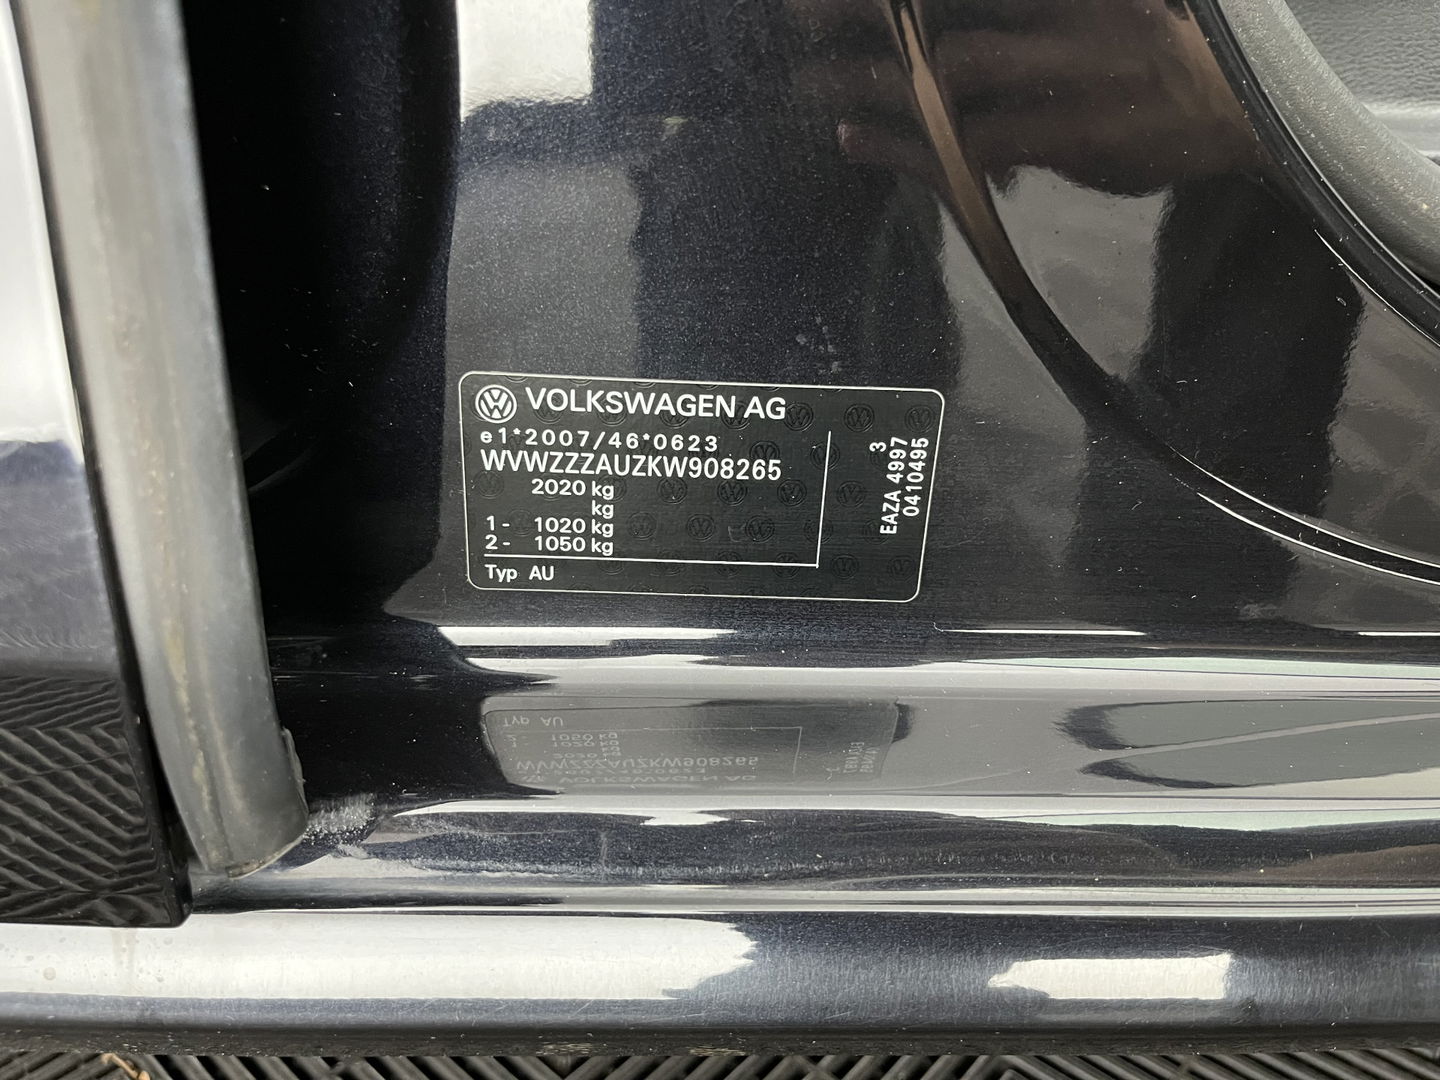 VOLKSWAGEN AG
e1*2007/46*0623
WVWZZZAUZKW908265
2020 kg
kg
1- 1020 kg
2- 1050 kg
Typ AU
3
EAZA 4997
0410495